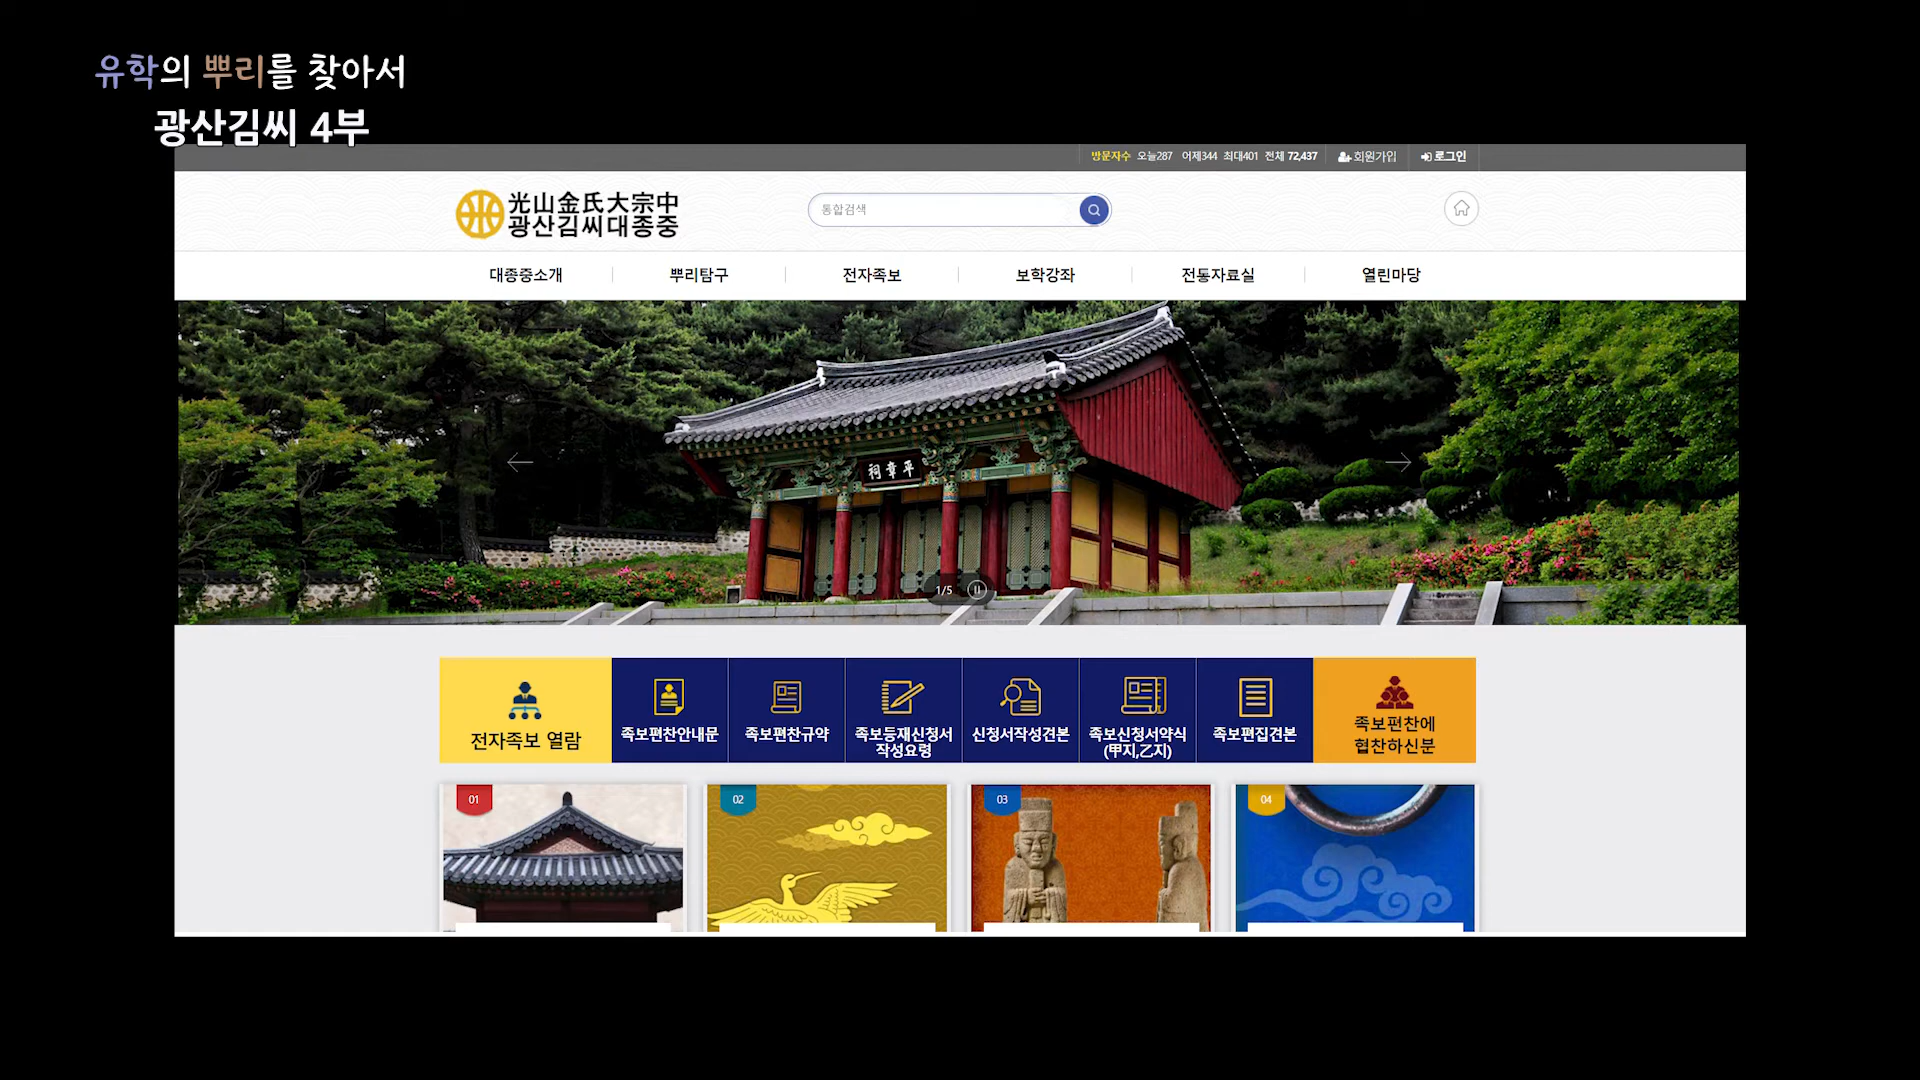 유학의 뿌리를 찾아서
광산김씨 4부
방문자수 오늘287 어제344 최대401 전체 72,437 회원가입 로그인
光山金氏大宗中
광산김씨대종중
통합검색
대종중소개 뿌리탐구 전자족보 보학강좌 전통자료실 열린마당
祠章平
1/5
전자족보 열람
족보편찬안내문
족보편찬규약
족보등재신청서
작성요령
신청서작성견본
족보신청서약식
(甲지,乙지)
족보편집견본
족보편찬에
협찬하신분
01 02 03 04